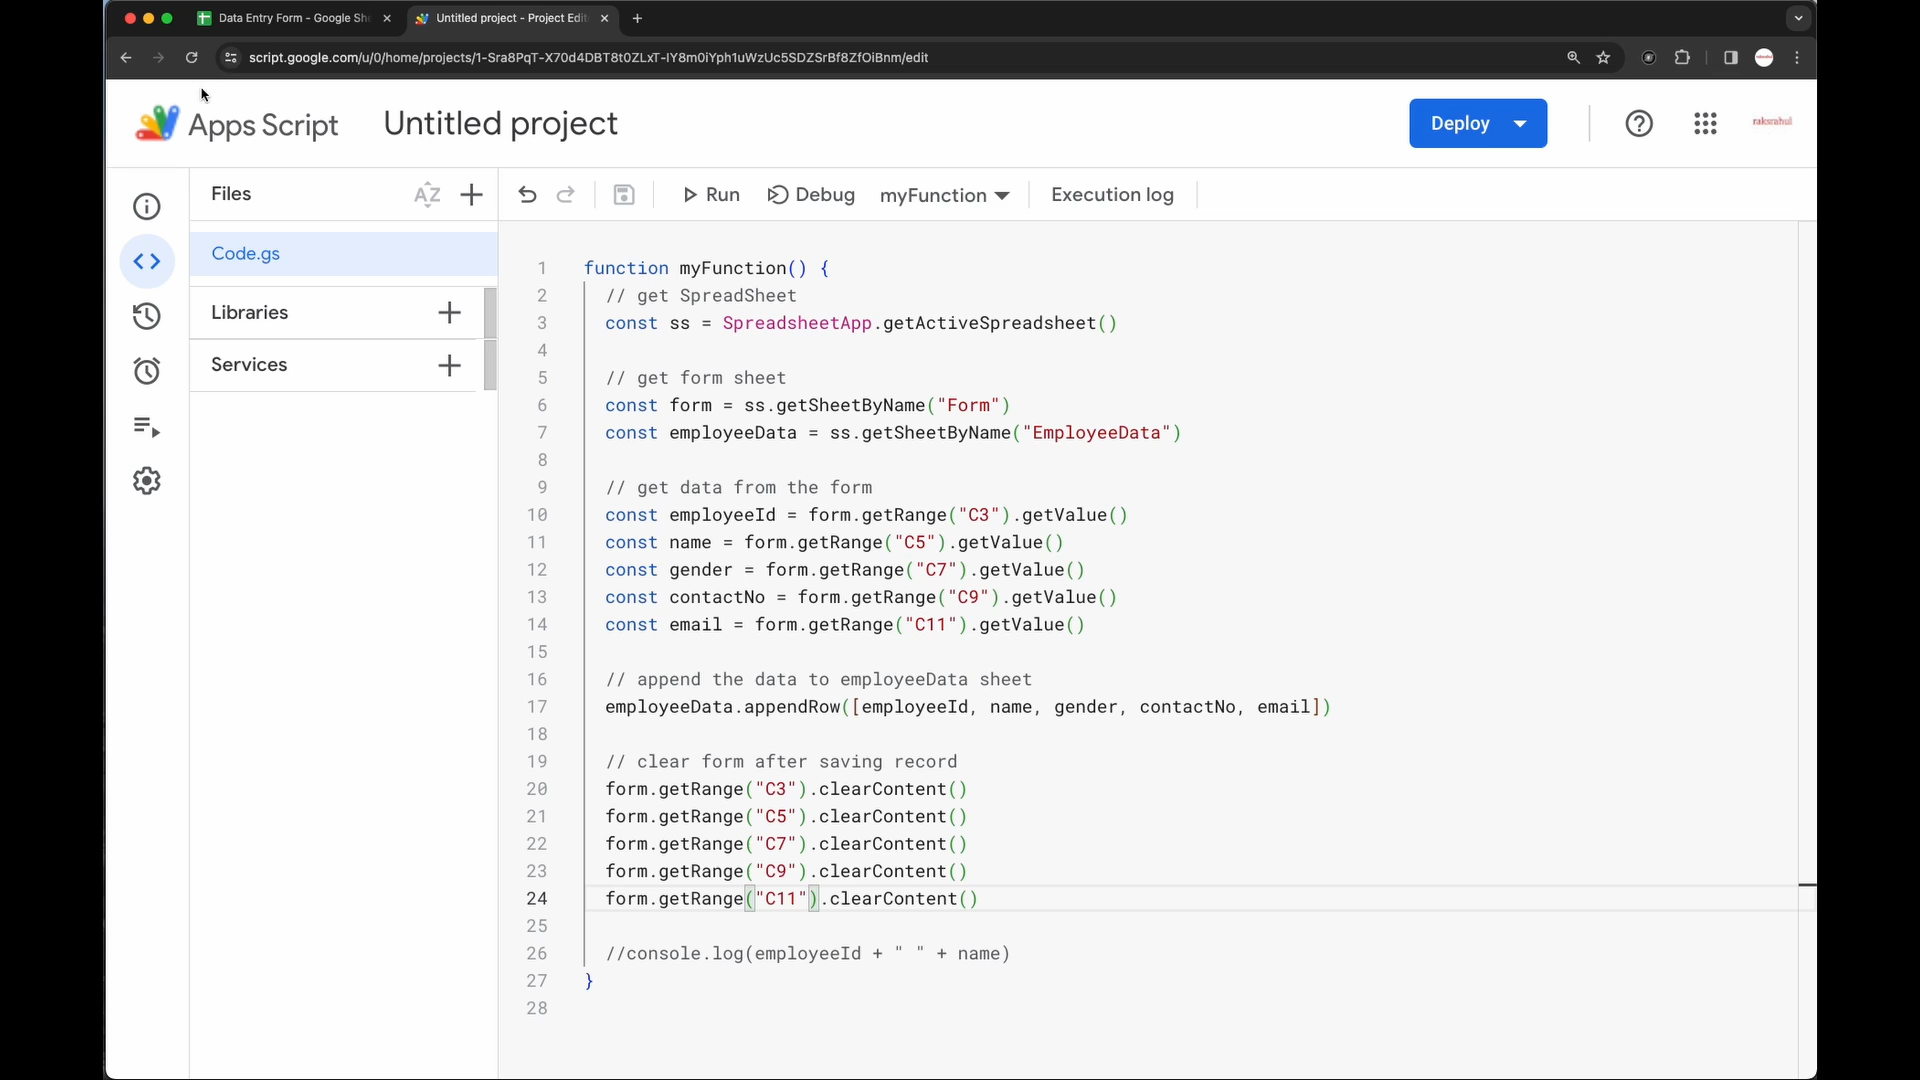 Data Entry Form - Google Sh
Untitled project - Project Edit
script.google.com/u/0/home/projects/1-Sra8PqT-X70d4DBT8t0ZLxT-lY8m0iYph1uWzUc5SDZSrBf8ZfOiBnm/edit
Apps Script
Untitled project
Deploy
raksrahul
Files
AZ
Run
Debug
myFunction
Execution log
Code.gs
Libraries
Services
1 function myFunction() {
2 // get SpreadSheet
3 const ss = SpreadsheetApp.getActiveSpreadsheet()
4
5 // get form sheet
6 const form = ss.getSheetByName("Form")
7 const employeeData = ss.getSheetByName("EmployeeData")
8
9 // get data from the form
10 const employeeId = form.getRange("C3").getValue()
11 const name = form.getRange("C5").getValue()
12 const gender = form.getRange("C7").getValue()
13 const contactNo = form.getRange("C9").getValue()
14 const email = form.getRange("C11").getValue()
15
16 // append the data to employeeData sheet
17 employeeData.appendRow([employeeId, name, gender, contactNo, email])
18
19 // clear form after saving record
20 form.getRange("C3").clearContent()
21 form.getRange("C5").clearContent()
22 form.getRange("C7").clearContent()
23 form.getRange("C9").clearContent()
24 form.getRange("C11").clearContent()
25
26 //console.log(employeeId + " " + name)
27 }
28